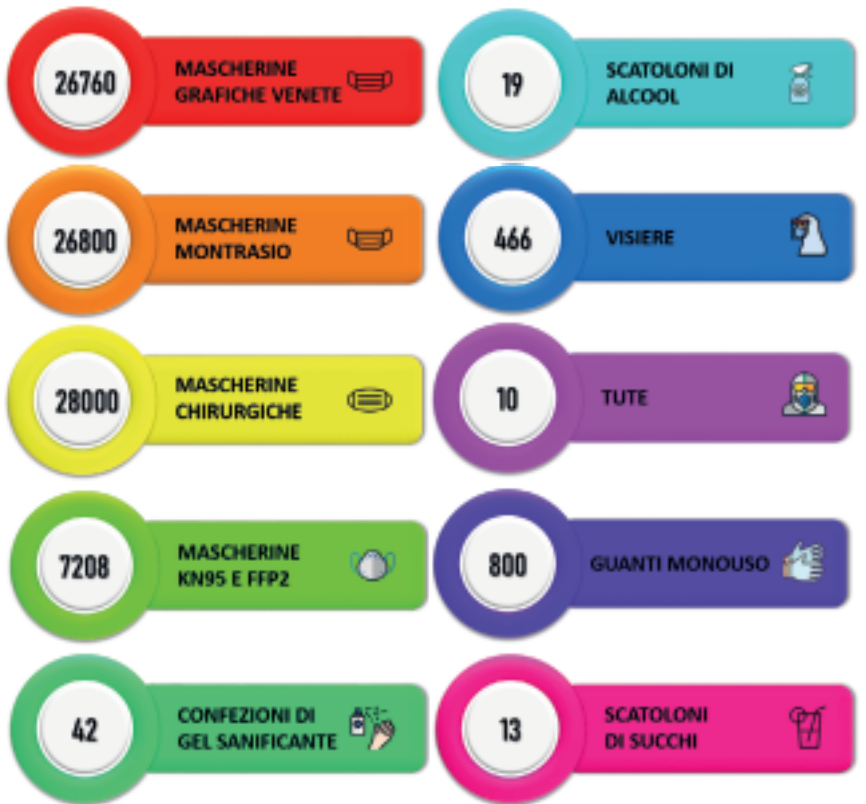 26760
MASCHERINE
GRAFICHE VENETE
19
SCATOLONI DI
ALCOOL
26800
MASCHERINE
MONTRASIO
466
VISIERE
28000
MASCHERINE
CHIRURGICHE
10
TUTE
7208
MASCHERINE
KN95 E FFP2
800
GUANTI MONOUSO
42
CONFEZIONI DI
GEL SANIFICANTE
13
SCATOLONI
DI SUCCHI